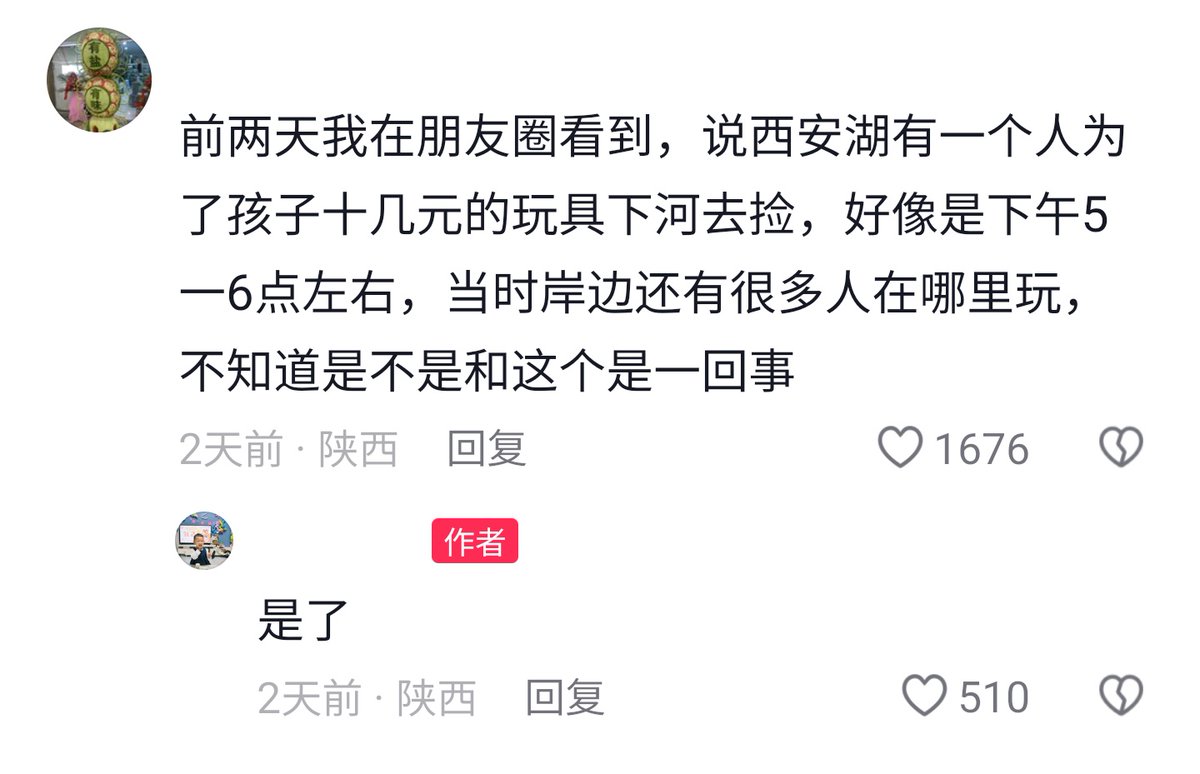 有盐
有味
前两天我在朋友圈看到，说西安湖有一个人为
了孩子十几元的玩具下河去捡，好像是下午5
一6点左右，当时岸边还有很多人在哪里玩，
不知道是不是和这个是一回事
2天前 · 陕西 回复 1676
作者
是了
2天前 · 陕西 回复 510